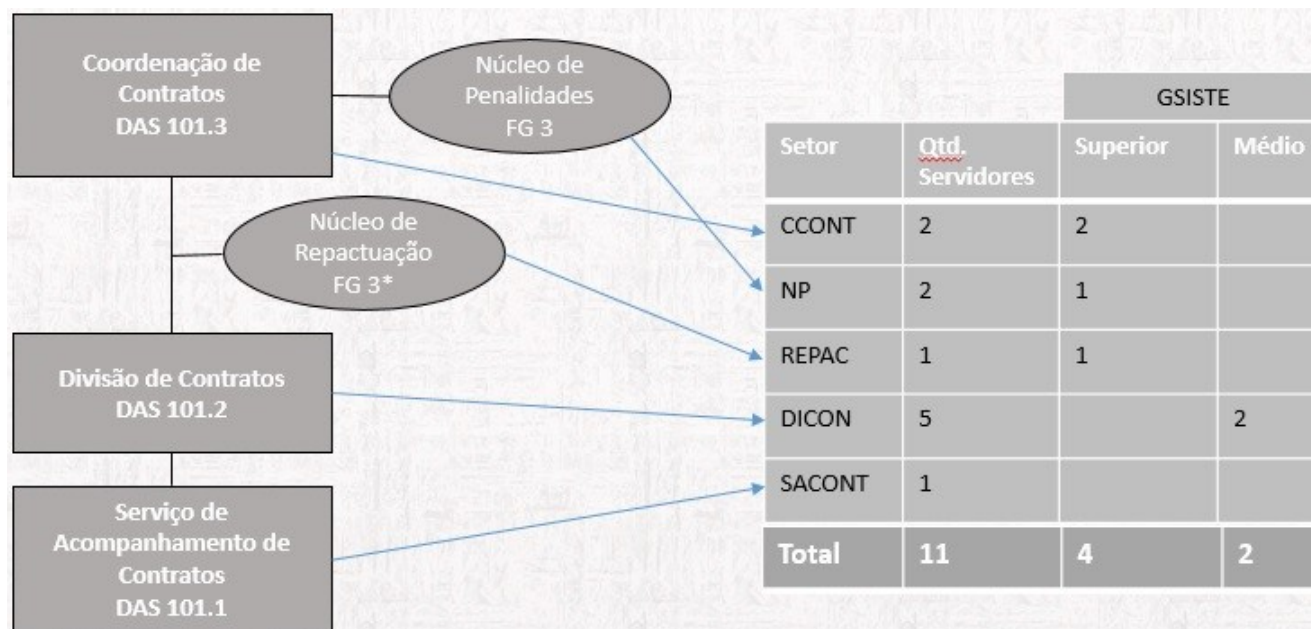 Coordenação de
Contratos
DAS 101.3
Núcleo de
Penalidades
FG 3
Núcleo de
Repactuação
FG 3*
Divisão de Contratos
DAS 101.2
Serviço de
Acompanhamento de
Contratos
DAS 101.1
GSISTE
Setor Qtd. Servidores Superior Médio
CCONT 2 2
NP 2 1
REPAC 1 1
DICON 5 2
SACONT 1
Total 11 4 2